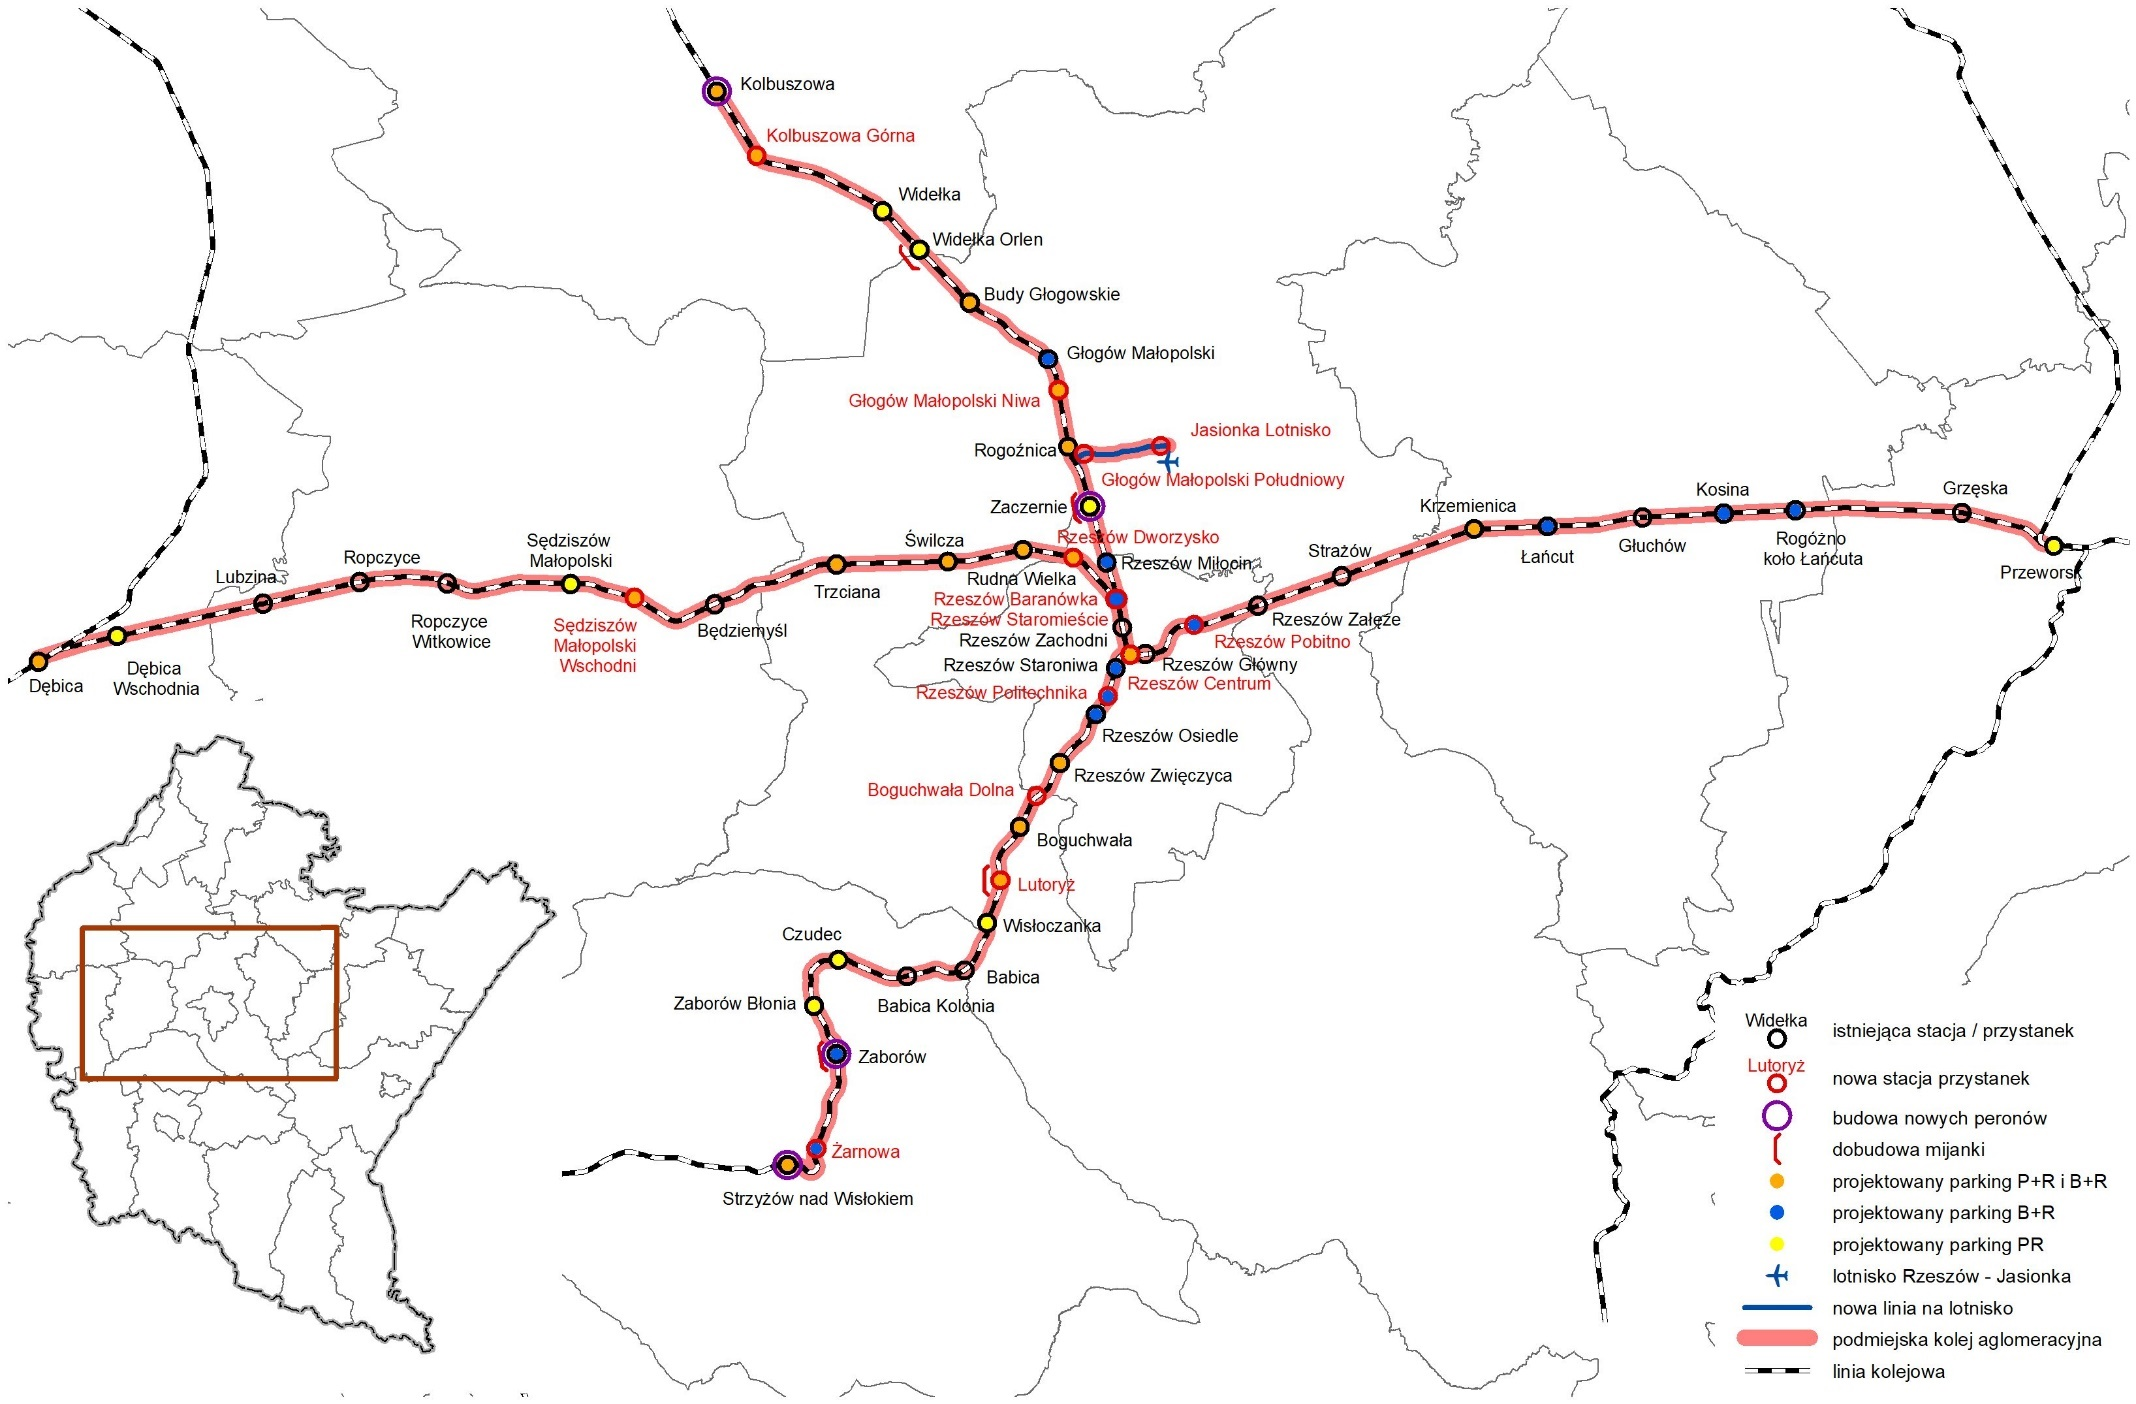 Kolbuszowa
Kolbuszowa Górna
Widełka
Widełka Orlen
Budy Głogowskie
Głogów Małopolski
Głogów Małopolski Niwa
Jasionka Lotnisko
Rogoźnica
Głogów Małopolski Południowy
Zaczernie
Rzeszów Dworzysko
Rzeszów Miłocin
Świlcza
Rudna Wielka
Trzciana
Sędziszów
Małopolski
Ropczyce
Lubzina
Ropczyce
Witkowice
Będziemyśl
Sędziszów
Małopolski
Wschodni
Dębica
Wschodnia
Dębica
Rzeszów Baranówka
Rzeszów Staromieście
Rzeszów Zachodni
Rzeszów Staroniwa
Rzeszów Główny
Rzeszów Centrum
Rzeszów Politechnika
Rzeszów Pobitno
Rzeszów Załęże
Strażów
Krzemienica
Łańcut
Głuchów
Kosina
Rogóżno
koło Łańcuta
Grzęska
Przeworsk
Rzeszów Osiedle
Rzeszów Zwięczyca
Boguchwała Dolna
Boguchwała
Lutoryż
Wisłoczanka
Czudec
Babica
Babica Kolonia
Zaborów Błonia
Zaborów
Żarnowa
Strzyżów nad Wisłokiem
Widełka
istniejąca stacja / przystanek
Lutoryż
nowa stacja przystanek
budowa nowych peronów
dobudowa mijanki
projektowany parking P+R i B+R
projektowany parking B+R
projektowany parking PR
lotnisko Rzeszów - Jasionka
nowa linia na lotnisko
podmiejska kolej aglomeracyjna
linia kolejowa